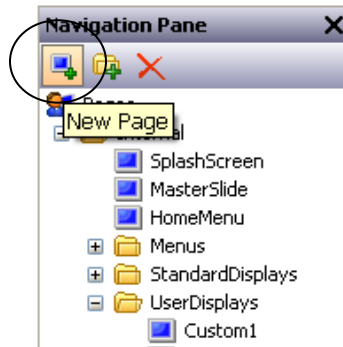 Navigation Pane
New Page
SplashScreen
MasterSlide
HomeMenu
Menus
StandardDisplays
UserDisplays
Custom1